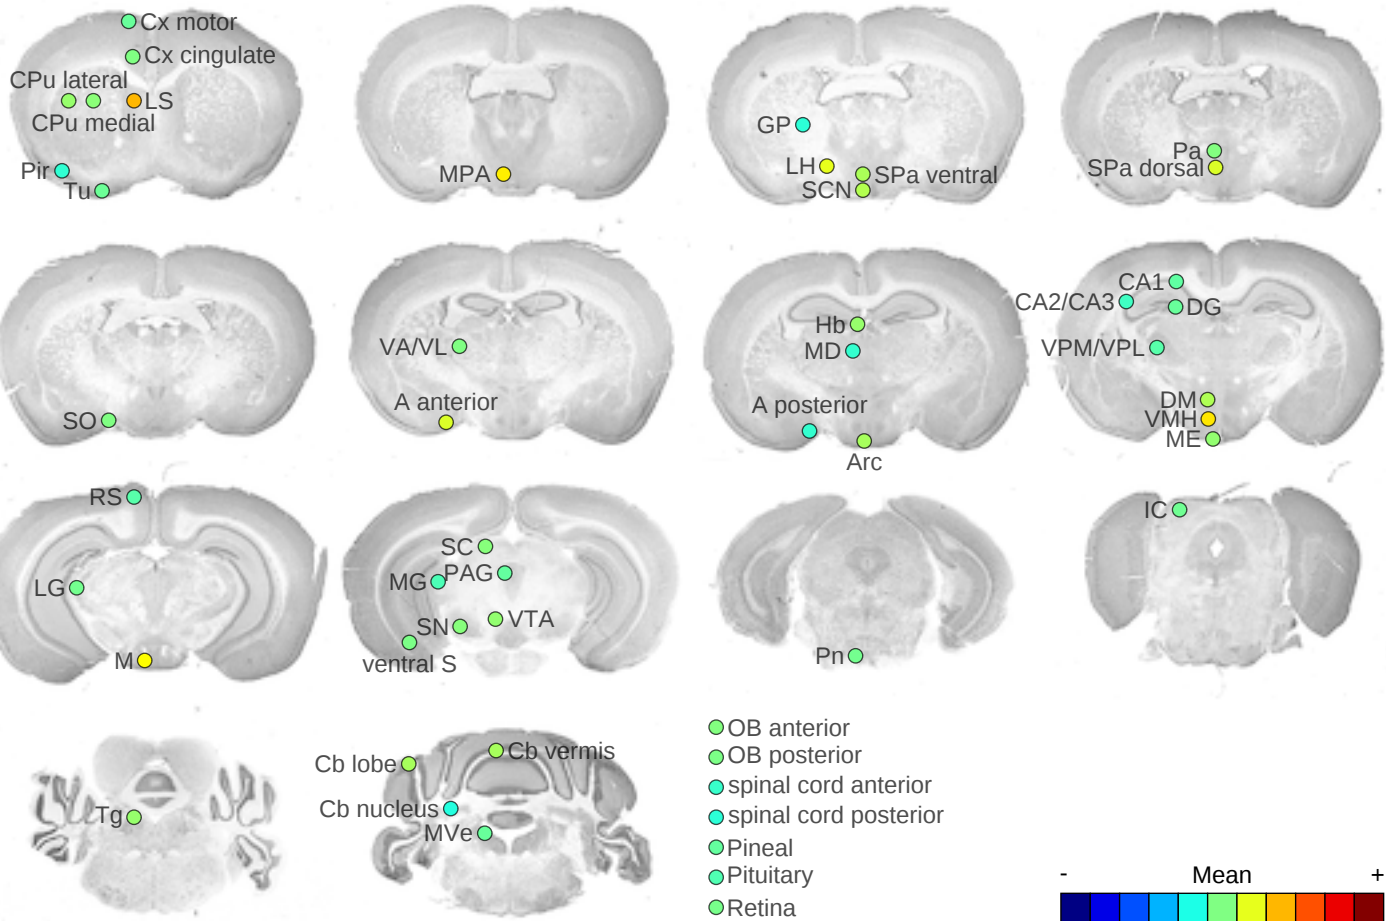 Cx motor
Cx cingulate
CPu lateral
LS
CPu medial
Pir
Tu
MPA
GP
LH
SPa ventral
SCN
Pa
SPa dorsal
SO
VA/VL
A anterior
Hb
MD
A posterior
Arc
CA1
CA2/CA3
DG
VPM/VPL
DM
VMH
ME
RS
LG
M
SC
MG
PAG
SN
VTA
ventral S
Pn
IC
Tg
Cb lobe
Cb vermis
Cb nucleus
MVe
OB anterior
OB posterior
spinal cord anterior
spinal cord posterior
Pineal
Pituitary
Retina
- Mean +